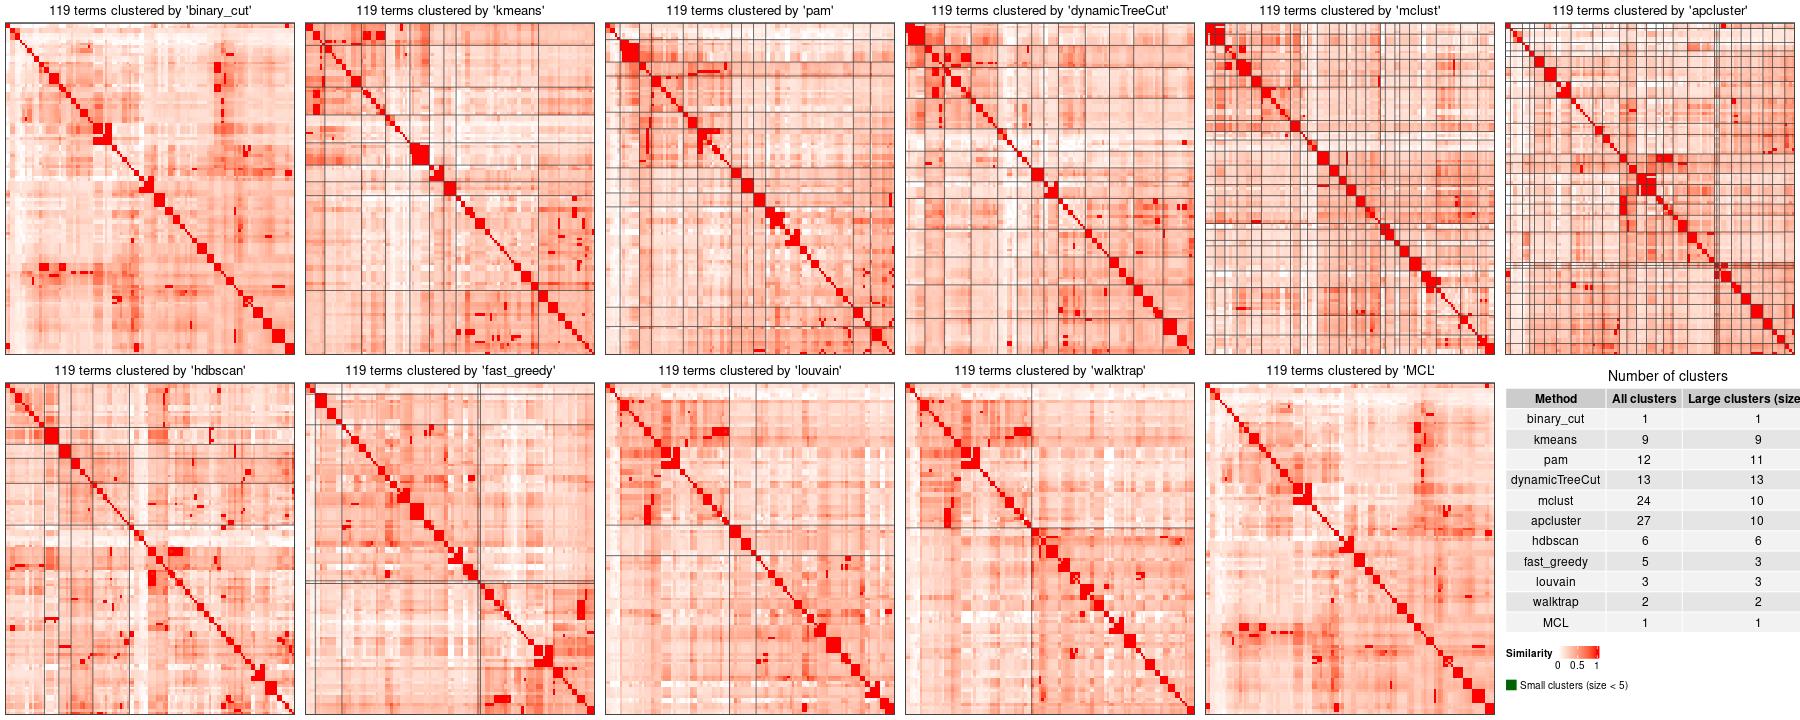 119 terms clustered by 'binary_cut'
119 terms clustered by 'kmeans'
119 terms clustered by 'pam'
119 terms clustered by 'dynamicTreeCut'
119 terms clustered by 'mclust'
119 terms clustered by 'apcluster'
119 terms clustered by 'hdbscan'
119 terms clustered by 'fast_greedy'
119 terms clustered by 'louvain'
119 terms clustered by 'walktrap'
119 terms clustered by 'MCL'
Number of clusters
Method All clusters Large clusters (size
binary_cut 1 1
kmeans 9 9
pam 12 11
dynamicTreeCut 13 13
mclust 24 10
apcluster 27 10
hdbscan 6 6
fast_greedy 5 3
louvain 3 3
walktrap 2 2
MCL 1 1
Similarity
0 0.5 1
Small clusters (size < 5)